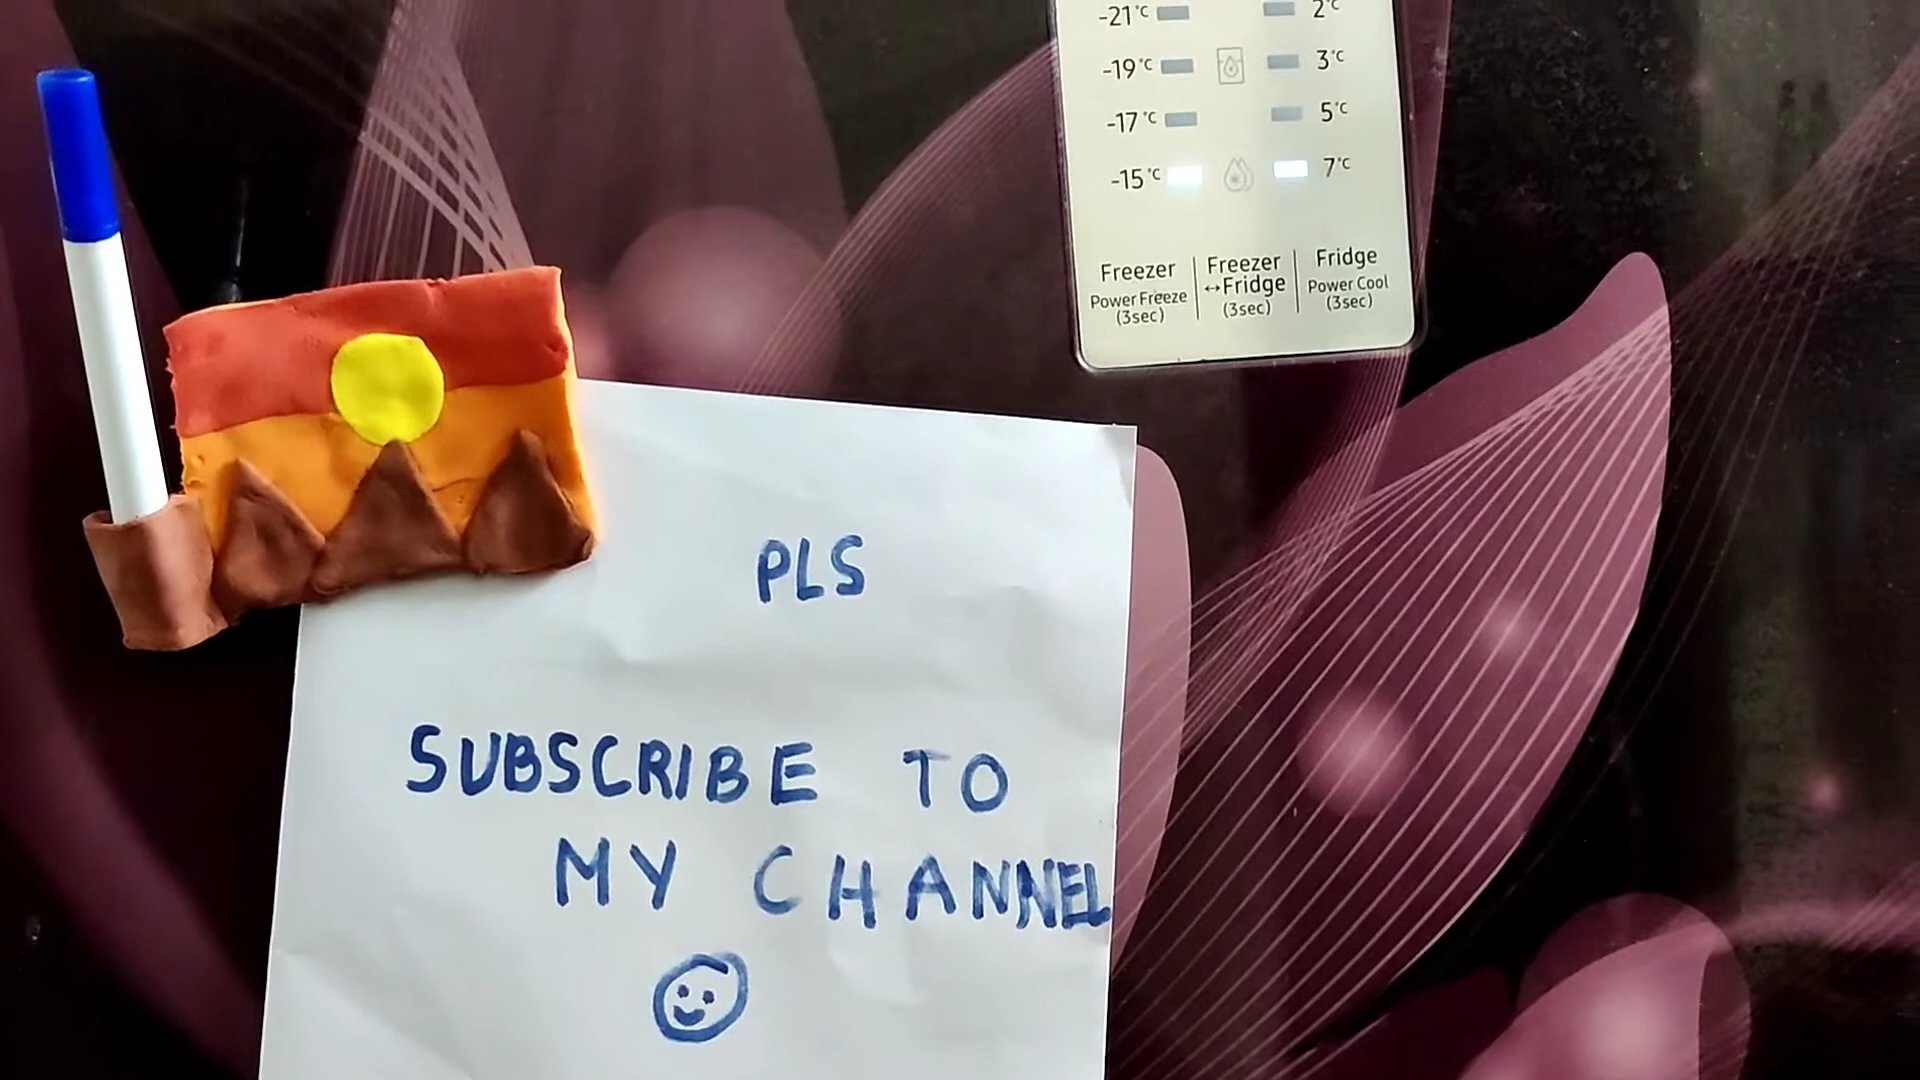 -21°C 2°C
-19°C 3°C
-17°C 5°C
-15°C 7°C
Freezer
Power Freeze
(3sec)
Freezer
↔Fridge
(3sec)
Fridge
Power Cool
(3sec)
PLS
SUBSCRIBE TO
MY CHANNEL